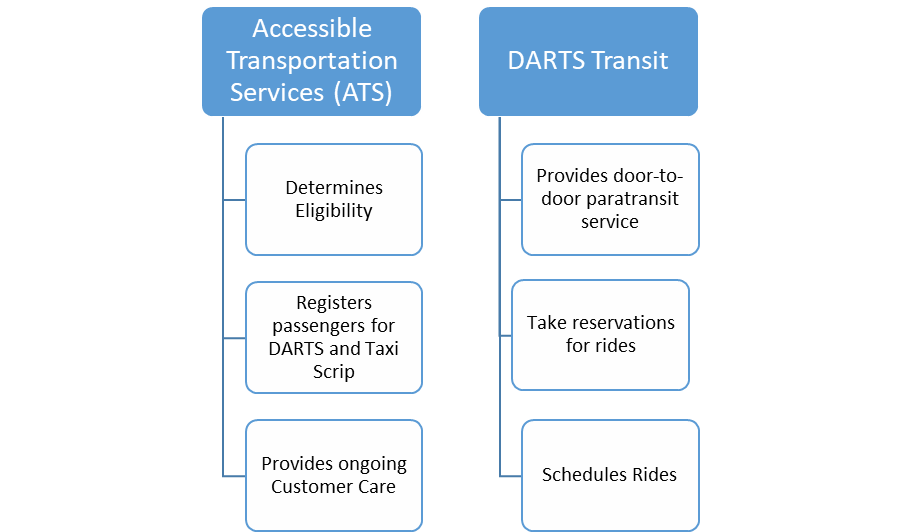 Accessible
Transportation
Services (ATS)
Determines
Eligibility
Registers
passengers for
DARTS and Taxi
Scrip
Provides ongoing
Customer Care
DARTS Transit
Provides door-to-
door paratransit
service
Take reservations
for rides
Schedules Rides